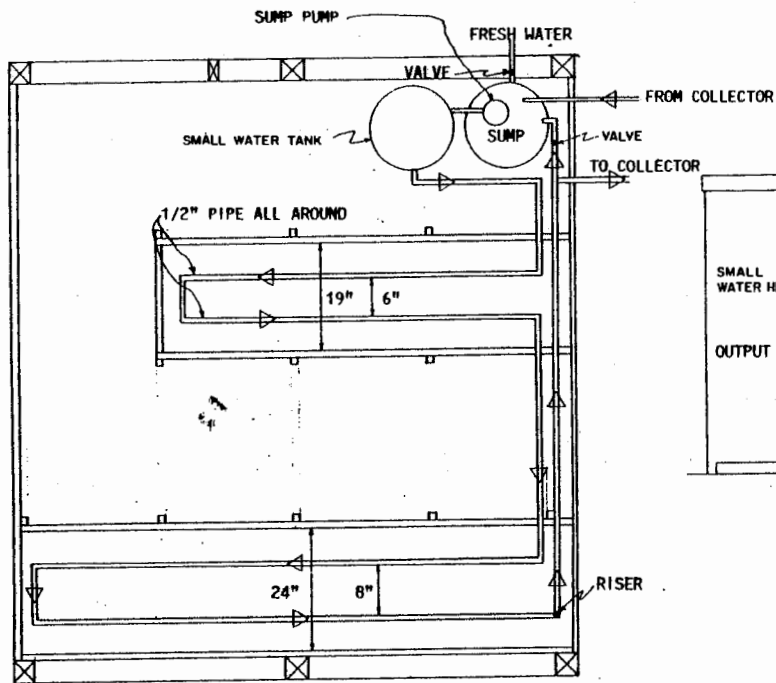 SUMP PUMP
FRESH WATER
VALVE
FROM COLLECTOR
SUMP
SMALL WATER TANK
VALVE
TO COLLECTOR
1/2" PIPE ALL AROUND
19" 6"
SMALL
WATER H
OUTPUT
24" 8"
RISER